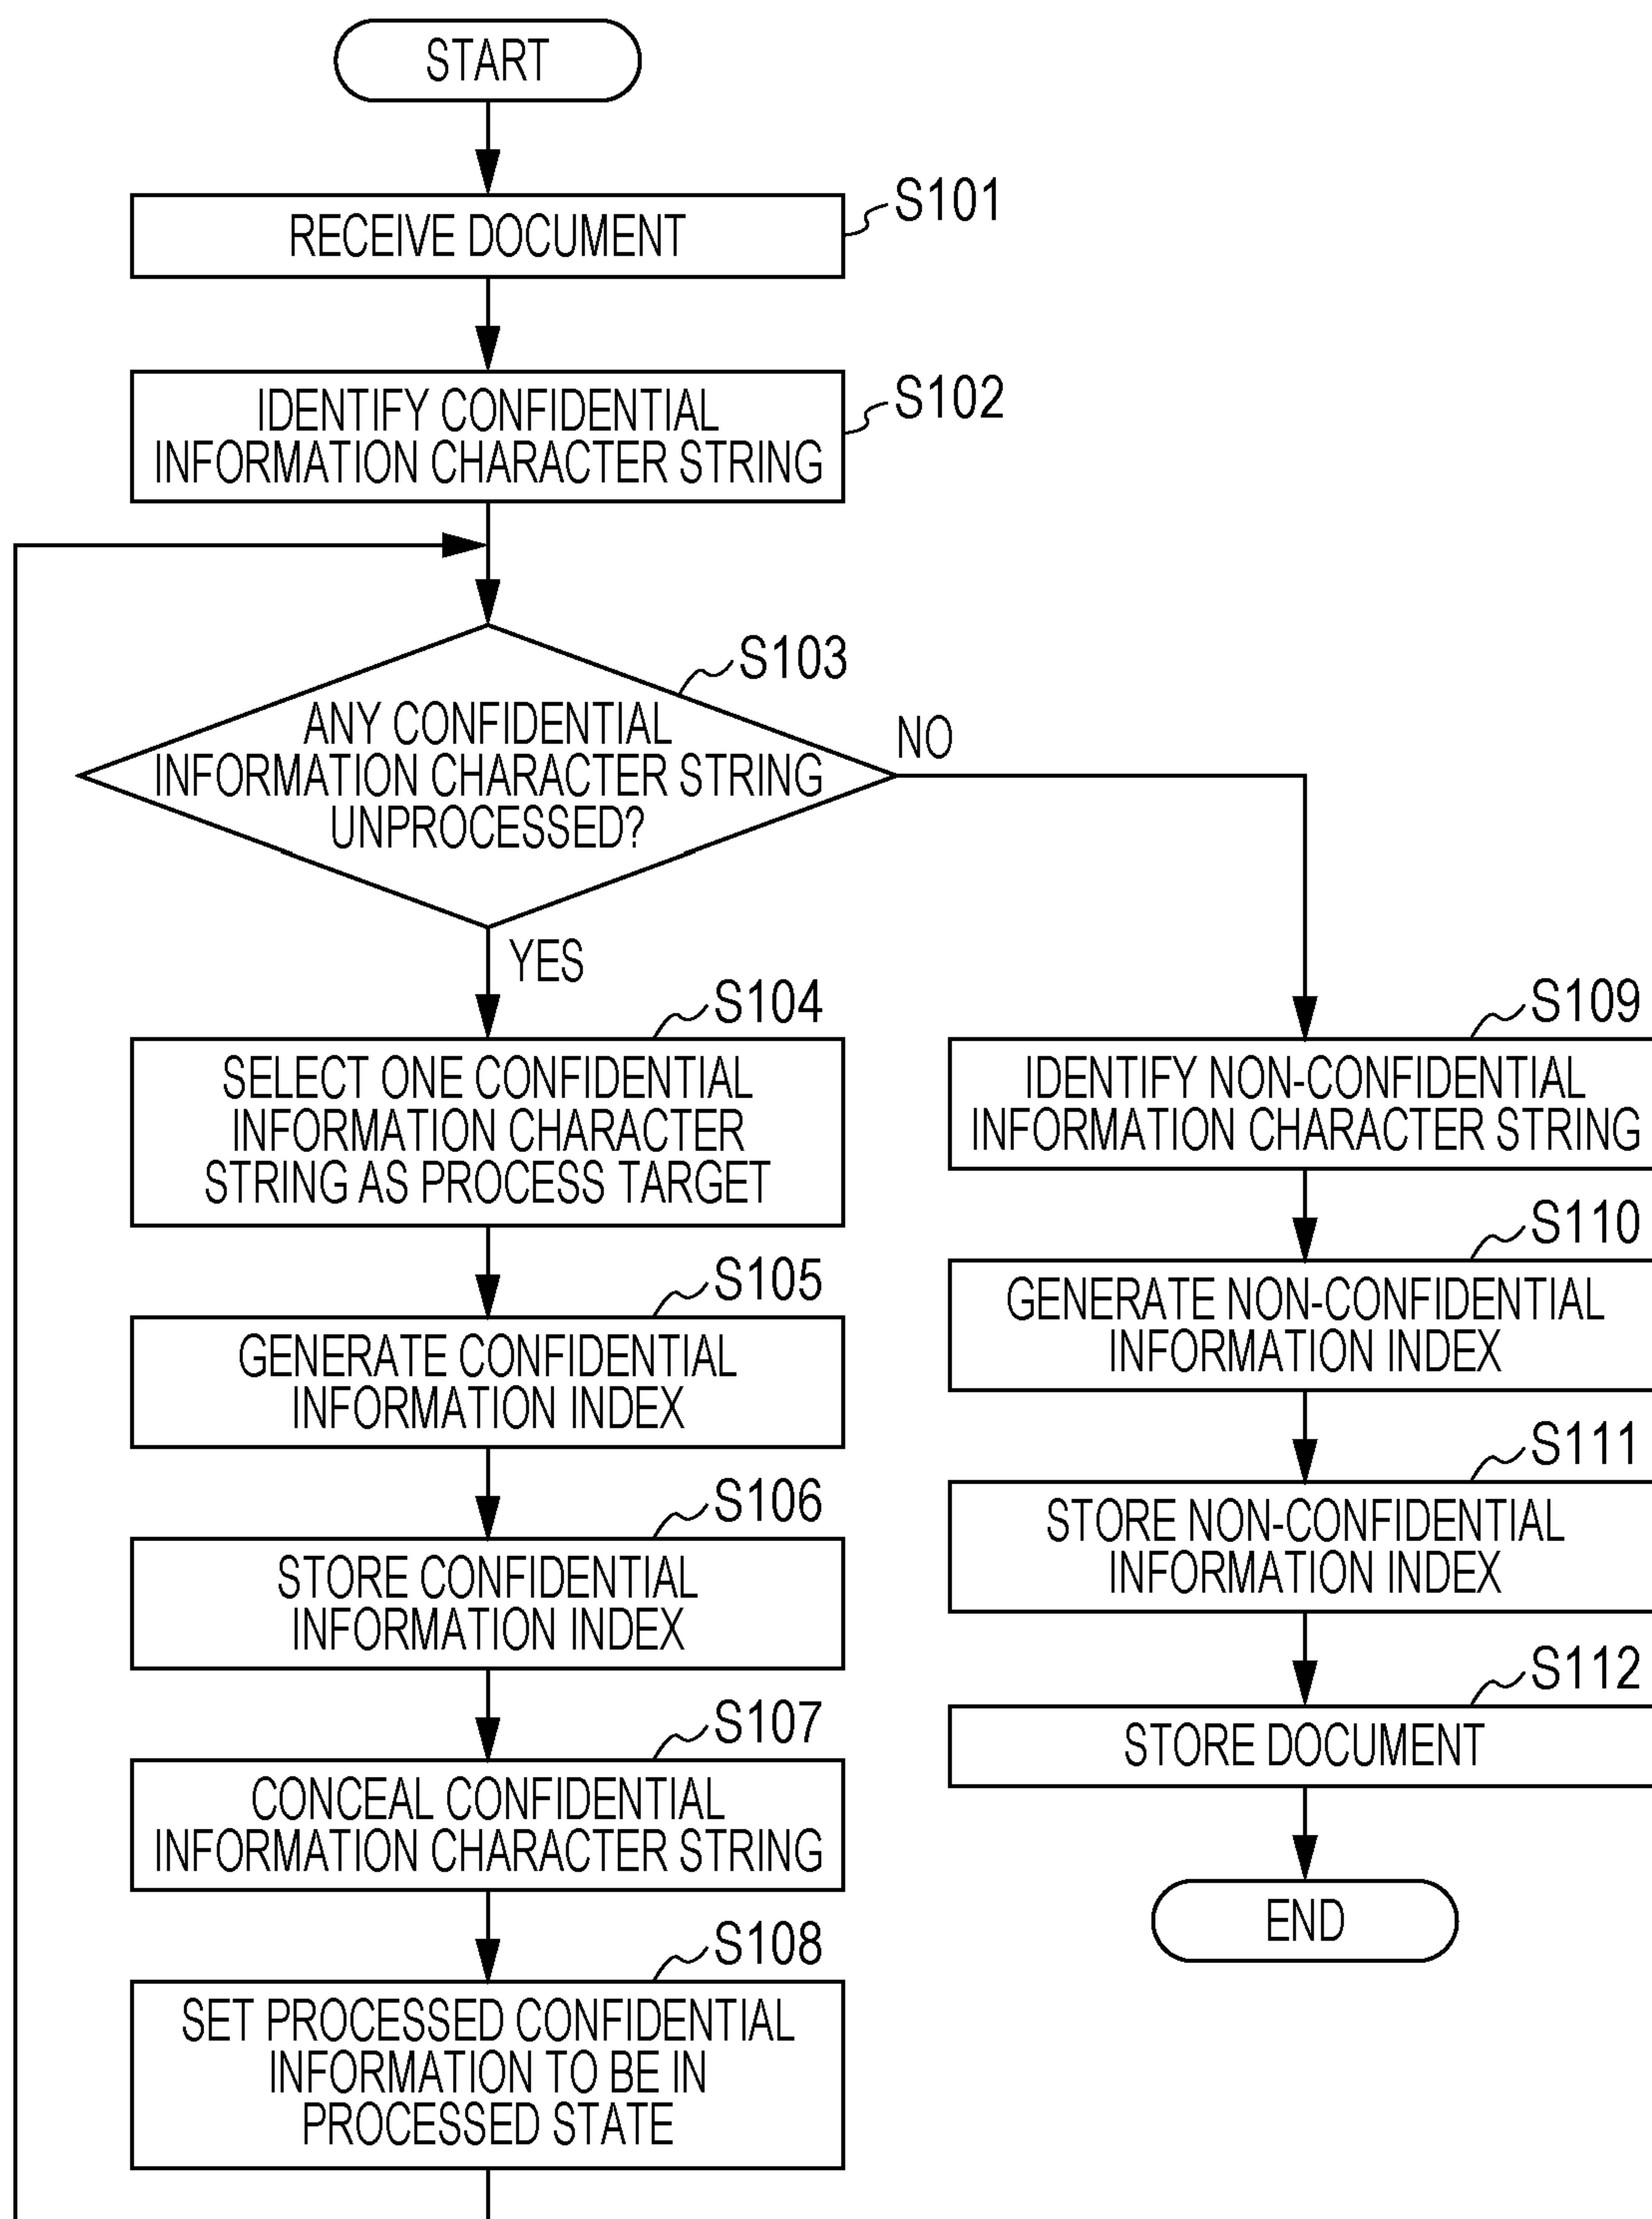 START
S101
RECEIVE DOCUMENT
S102
IDENTIFY CONFIDENTIAL
INFORMATION CHARACTER STRING
S103
ANY CONFIDENTIAL
INFORMATION CHARACTER STRING
UNPROCESSED?
NO
YES
S104
SELECT ONE CONFIDENTIAL
INFORMATION CHARACTER
STRING AS PROCESS TARGET
S105
GENERATE CONFIDENTIAL
INFORMATION INDEX
S106
STORE CONFIDENTIAL
INFORMATION INDEX
S107
CONCEAL CONFIDENTIAL
INFORMATION CHARACTER STRING
S108
SET PROCESSED CONFIDENTIAL
INFORMATION TO BE IN
PROCESSED STATE
S109
IDENTIFY NON-CONFIDENTIAL
INFORMATION CHARACTER STRING
S110
GENERATE NON-CONFIDENTIAL
INFORMATION INDEX
S111
STORE NON-CONFIDENTIAL
INFORMATION INDEX
S112
STORE DOCUMENT
END